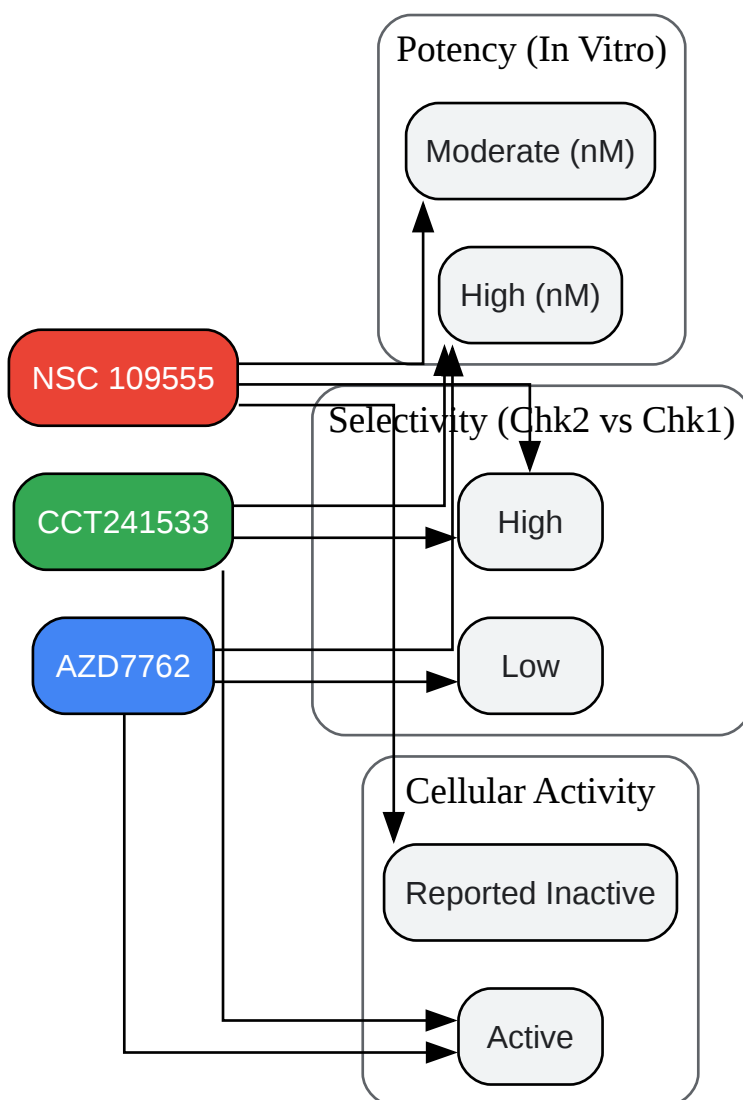 Potency (In Vitro)
Moderate (nM)
High (nM)
NSC 109555
Selectivity (Chk2 vs Chk1)
CCT241533
High
AZD7762
Low
Cellular Activity
Reported Inactive
Active